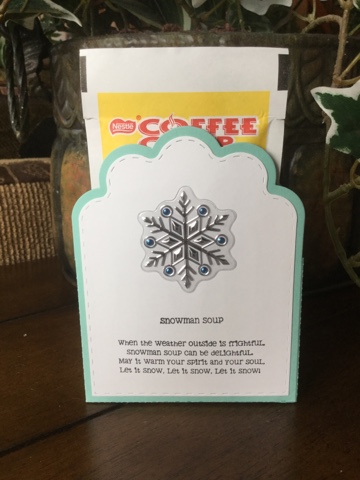 Nestle
COFFEE
snowman soup
When the weather outside is frightful,
snowman soup can be delightful.
May it warm your spirit and your soul,
Let it snow, Let it snow, Let it snow!